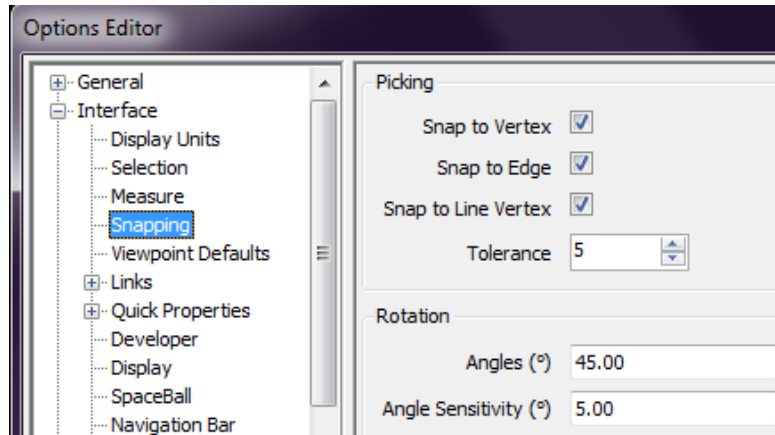 Options Editor
General
Interface
Display Units
Selection
Measure
Snapping
Viewpoint Defaults
Links
Quick Properties
Developer
Display
SpaceBall
Navigation Bar
Picking
Snap to Vertex
Snap to Edge
Snap to Line Vertex
Tolerance 5
Rotation
Angles (°) 45.00
Angle Sensitivity (°) 5.00